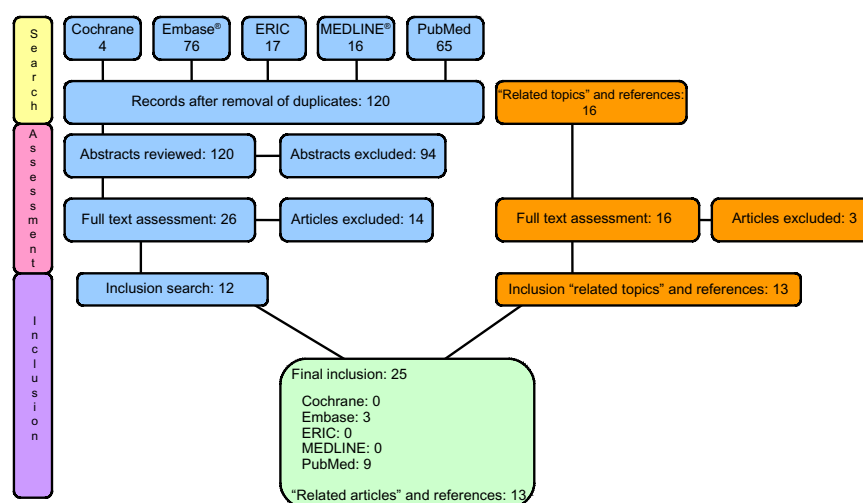 Search
Cochrane
4
Embase®
76
ERIC
17
MEDLINE®
16
PubMed
65
Records after removal of duplicates: 120
"Related topics" and references:
16
Assessment
Abstracts reviewed: 120
Abstracts excluded: 94
Full text assessment: 26
Articles excluded: 14
Full text assessment: 16
Articles excluded: 3
Inclusion
Inclusion search: 12
Inclusion "related topics" and references: 13
Final inclusion: 25
Cochrane: 0
Embase: 3
ERIC: 0
MEDLINE: 0
PubMed: 9
"Related articles" and references: 13